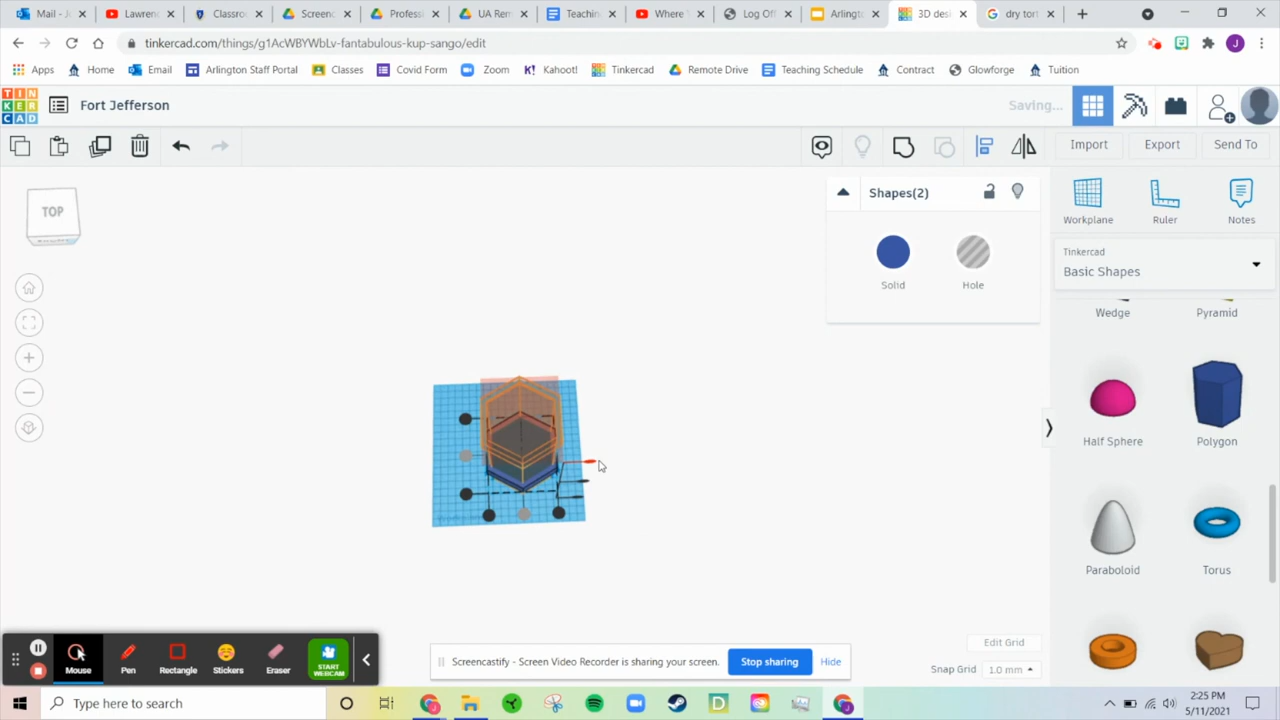 Mail - Jo
Lawrenc
Classroo
Screenc
Profess
UA Rem
Teachin
Where
Log Off
Arlingto
3D desi
dry tort
tinkercad.com/things/g1AcWBYWbLv-fantabulous-kup-sango/edit
Apps
Home
Email
Arlington Staff Portal
Classes
Covid Form
Zoom
Kahoot!
Tinkercad
Remote Drive
Teaching Schedule
Contract
Glowforge
Tuition
TIN
KER
CAD
Fort Jefferson
Saving...
Import
Export
Send To
TOP
Shapes(2)
Solid
Hole
Workplane
Ruler
Notes
Tinkercad
Basic Shapes
Wedge
Pyramid
Half Sphere
Polygon
Paraboloid
Torus
Edit Grid
Snap Grid
1.0 mm
Mouse
Pen
Rectangle
Stickers
Eraser
START
WEBCAM
Screencastify - Screen Video Recorder is sharing your screen.
Stop sharing
Hide
Type here to search
2:25 PM
5/11/2021